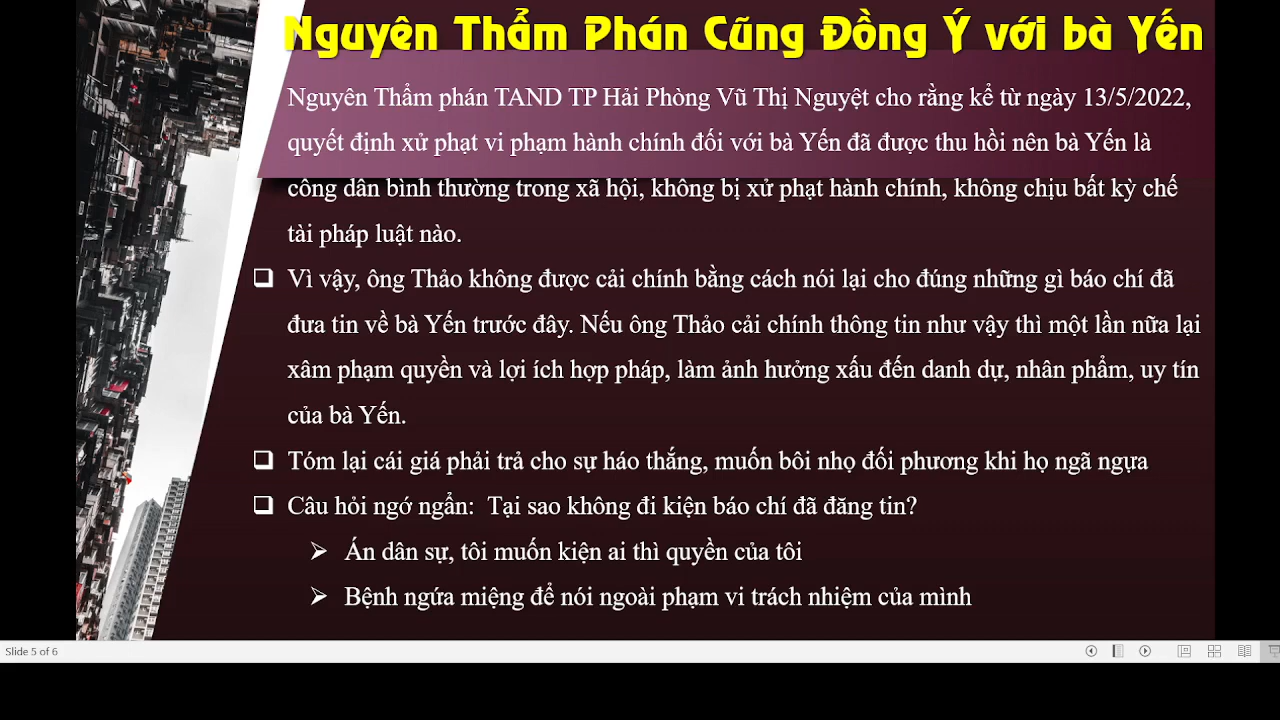 Nguyên Thẩm Phán Cũng Đồng Ý với bà Yến
Nguyên Thẩm phán TAND TP Hải Phòng Vũ Thị Nguyệt cho rằng kể từ ngày 13/5/2022,
quyết định xử phạt vi phạm hành chính đối với bà Yến đã được thu hồi nên bà Yến là
công dân bình thường trong xã hội, không bị xử phạt hành chính, không chịu bất kỳ chế
tài pháp luật nào.
❑ Vì vậy, ông Thảo không được cải chính bằng cách nói lại cho đúng những gì báo chí đã
đưa tin về bà Yến trước đây. Nếu ông Thảo cải chính thông tin như vậy thì một lần nữa lại
xâm phạm quyền và lợi ích hợp pháp, làm ảnh hưởng xấu đến danh dự, nhân phẩm, uy tín
của bà Yến.
❑ Tóm lại cái giá phải trả cho sự háo thắng, muốn bôi nhọ đối phương khi họ ngã ngựa
❑ Câu hỏi ngớ ngẩn: Tại sao không đi kiện báo chí đã đăng tin?
➢ Án dân sự, tôi muốn kiện ai thì quyền của tôi
➢ Bệnh ngứa miệng để nói ngoài phạm vi trách nhiệm của mình
Slide 5 of 6